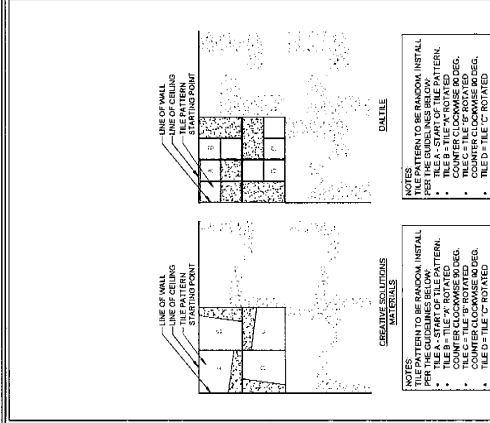 LINE OF WALL
LINE OF CEILING
TILE PATTERN
STARTING POINT
CREATIVE SOLUTIONS
MATERIALS
NOTES:
TILE PATTERN TO BE RANDOM. INSTALL
PER THE GUIDELINES BELOW:
• TILE A - START OF TILE PATTERN.
• TILE B = TILE "A" ROTATED
COUNTER CLOCKWISE 90 DEG.
• TILE C = TILE "B" ROTATED
COUNTER CLOCKWISE 90 DEG.
• TILE D = TILE "C" ROTATED
LINE OF WALL
LINE OF CEILING
TILE PATTERN
STARTING POINT
DALTILE
NOTES:
TILE PATTERN TO BE RANDOM. INSTALL
PER THE GUIDELINES BELOW:
• TILE A - START OF TILE PATTERN.
• TILE B = TILE "A" ROTATED
COUNTER CLOCKWISE 90 DEG.
• TILE C = TILE "B" ROTATED
COUNTER CLOCKWISE 90 DEG.
• TILE D = TILE "C" ROTATED